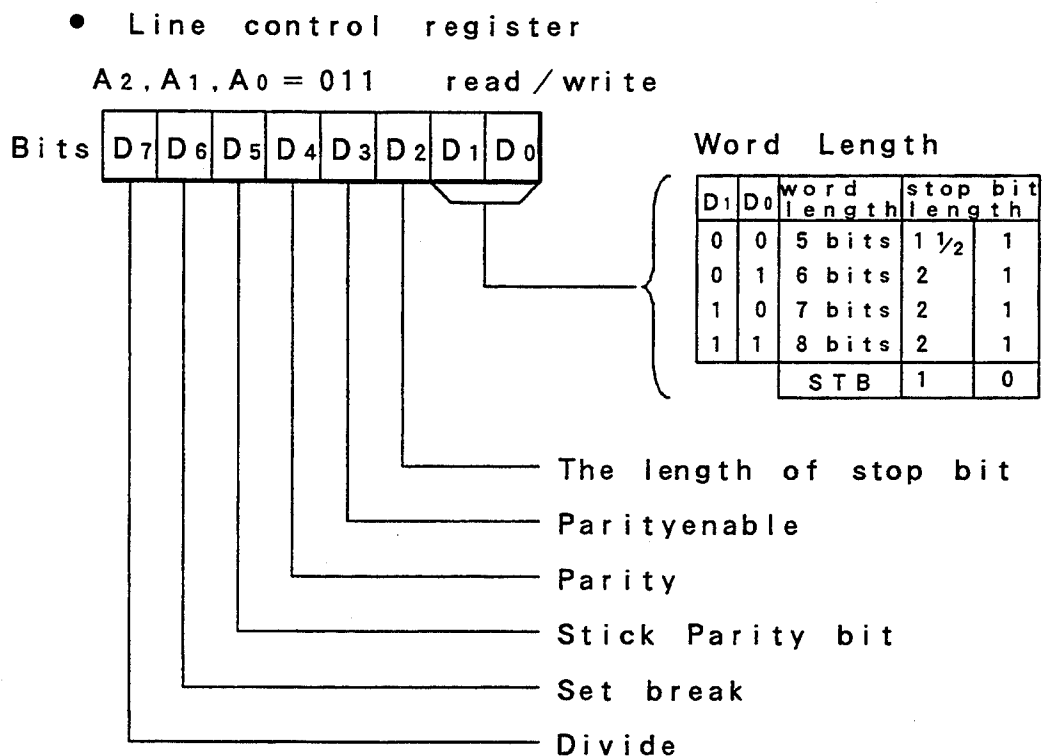 ● Line control register
A2, A1, A0 = 011 read/write
Bits D7 D6 D5 D4 D3 D2 D1 D0
Word Length
D1 D0 word length stop bit length
0 0 5 bits 1 1/2 1
0 1 6 bits 2 1
1 0 7 bits 2 1
1 1 8 bits 2 1
STB 1 0
The length of stop bit
Parityenable
Parity
Stick Parity bit
Set break
Divide